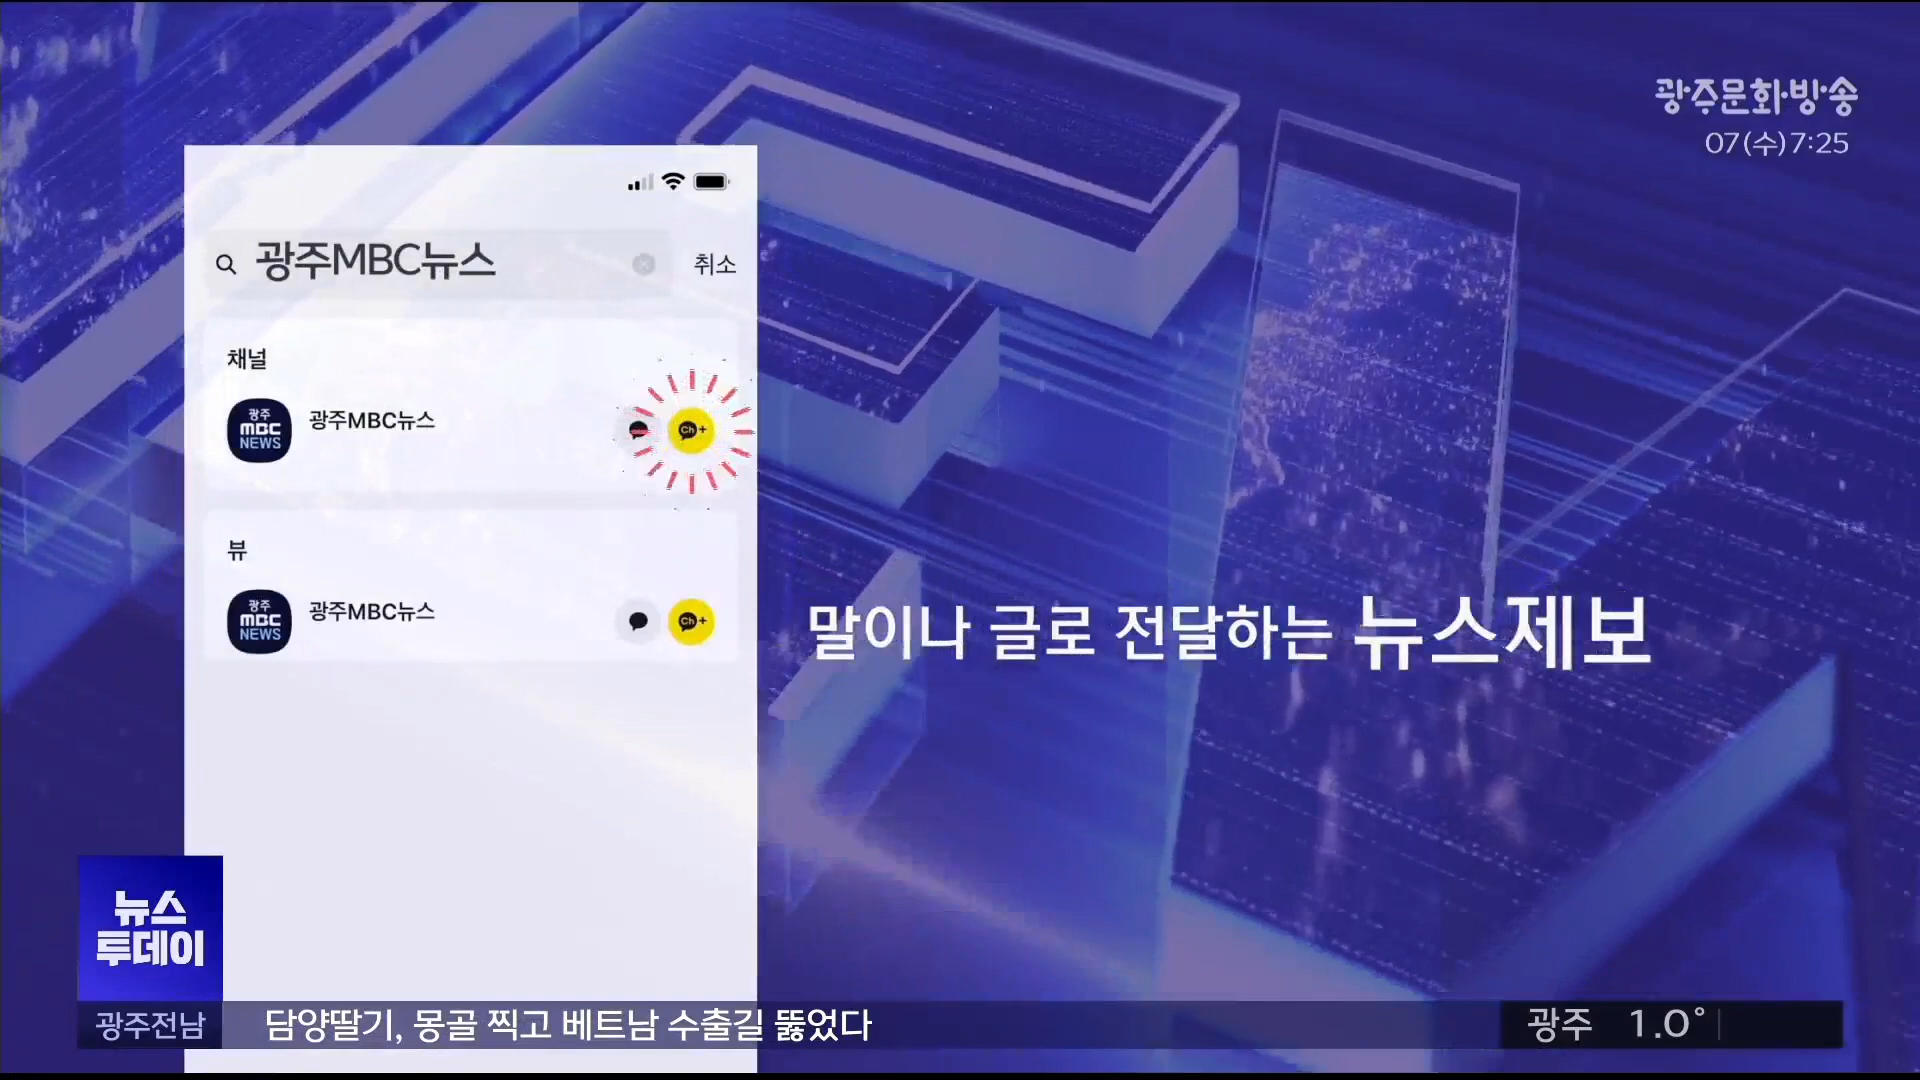 광주문화방송
07(수)7:25
광주MBC뉴스
취소
채널
광주
MBC
NEWS
광주MBC뉴스
Ch+
뷰
광주
MBC
NEWS
광주MBC뉴스
Ch+
말이나 글로 전달하는 뉴스제보
뉴스
투데이
광주전남
담양딸기, 몽골 찍고 베트남 수출길 뚫었다
광주 1.0°